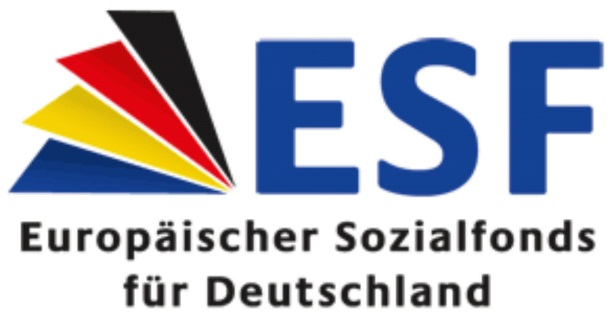 ESF
Europäischer Sozialfonds
für Deutschland